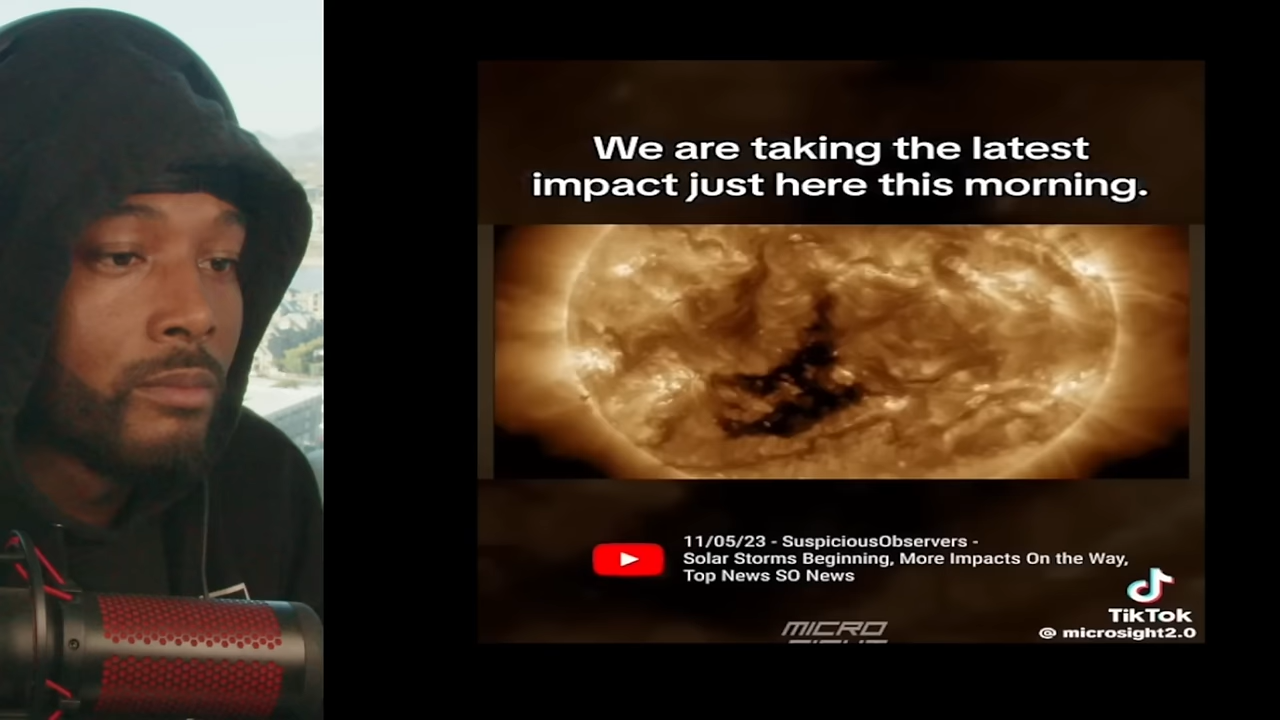 We are taking the latest
impact just here this morning.
11/05/23 - SuspiciousObservers -
Solar Storms Beginning, More Impacts On the Way,
Top News SO News
TikTok
@ microsight2.0
MICRO